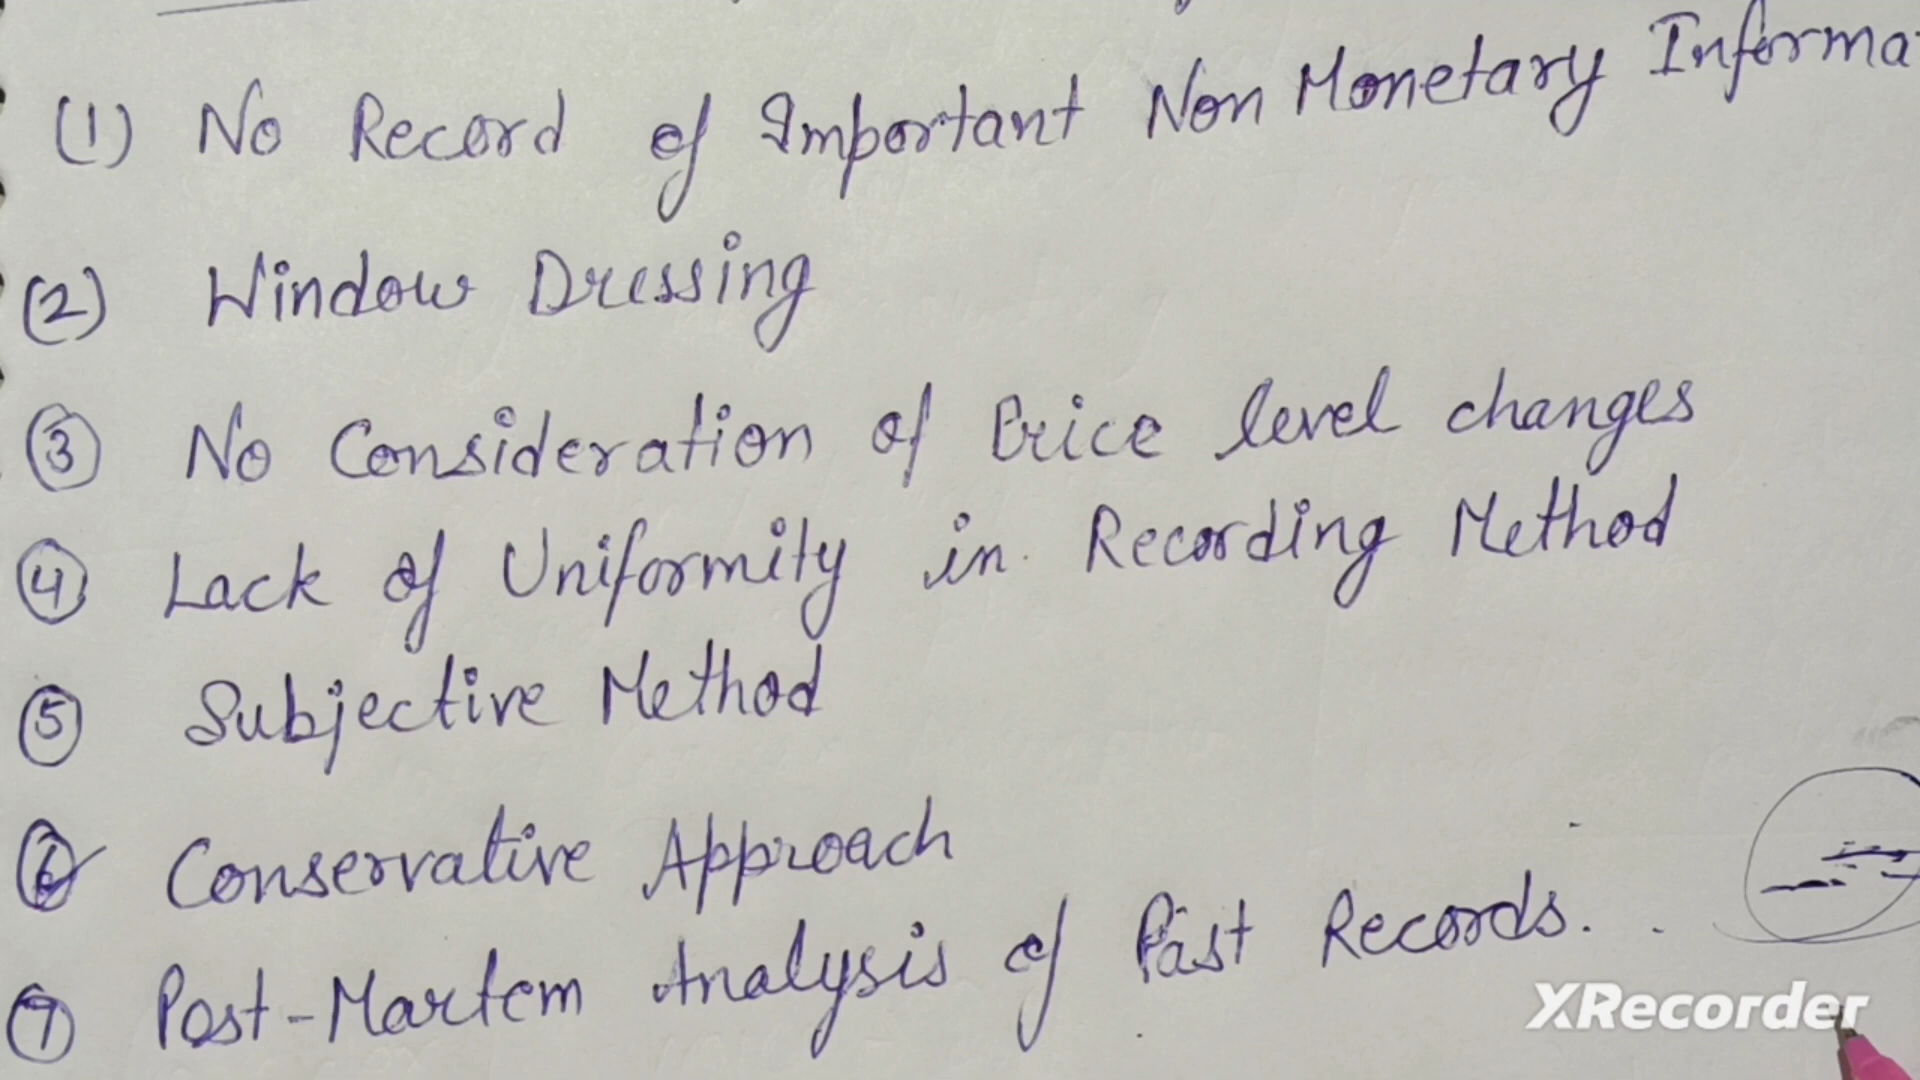 (1) No Record of Important Non Monetary Informa
(2) Window Dressing
(3) No Consideration of Price level changes
(4) Lack of Uniformity in Recording Method
(5) Subjective Method
(6) Conservative Approach
(7) Post-Martem Analysis of Past Records.
XRecorder